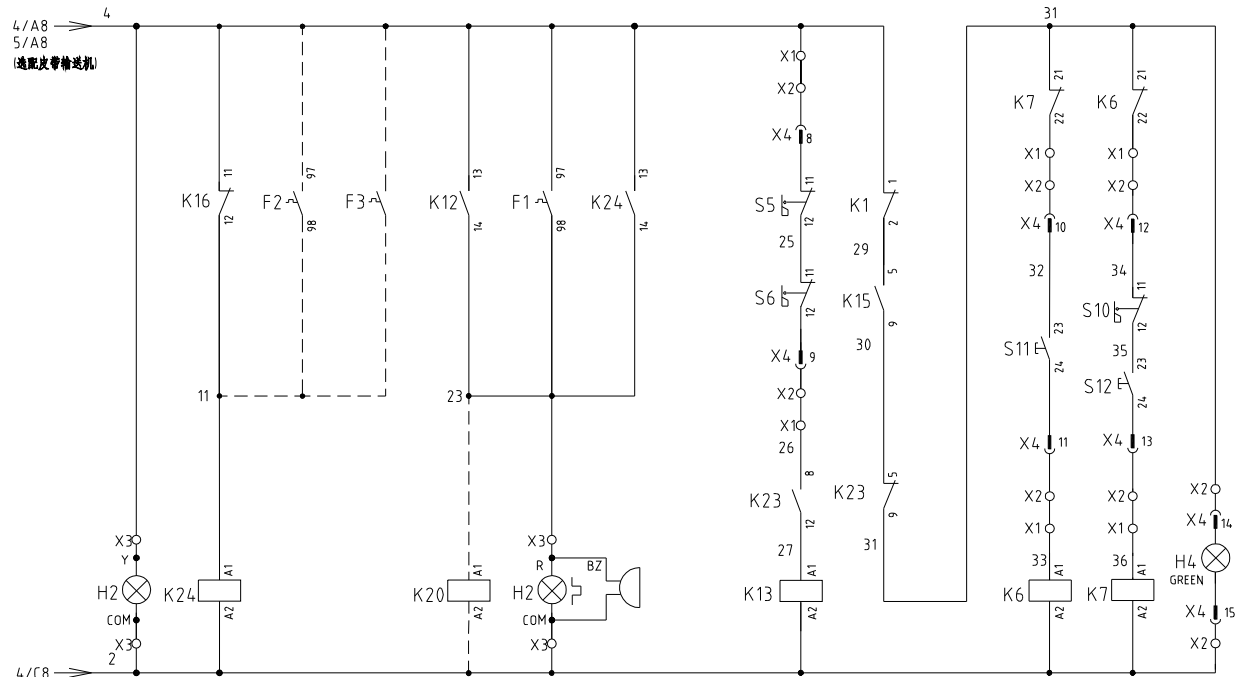 4/A8
4
5/A8
(选配皮带输送机)
31
X1
X2
X4
8
K7
21
22
K6
21
22
X1
X2
X4
10
X1
X2
X4
12
K16
11
12
F2
97
98
F3
K12
13
14
F1
97
98
K24
13
14
S5
11
12
K1
1
2
25
29
32
34
S6
11
12
K15
5
9
S10
11
12
30
35
X4
9
S11
23
24
S12
23
24
X2
X1
26
11
23
X4
11
X4
13
K23
8
12
K23
5
9
X2
X1
X2
X1
X2
X4
14
27
31
33
36
X3
Y
H2
COM
X3
2
K24
A1
A2
K20
A1
A2
X3
R
BZ
H2
COM
X3
K13
A1
A2
K6
A1
A2
K7
A1
A2
H4
GREEN
X4
15
X2
4/C8